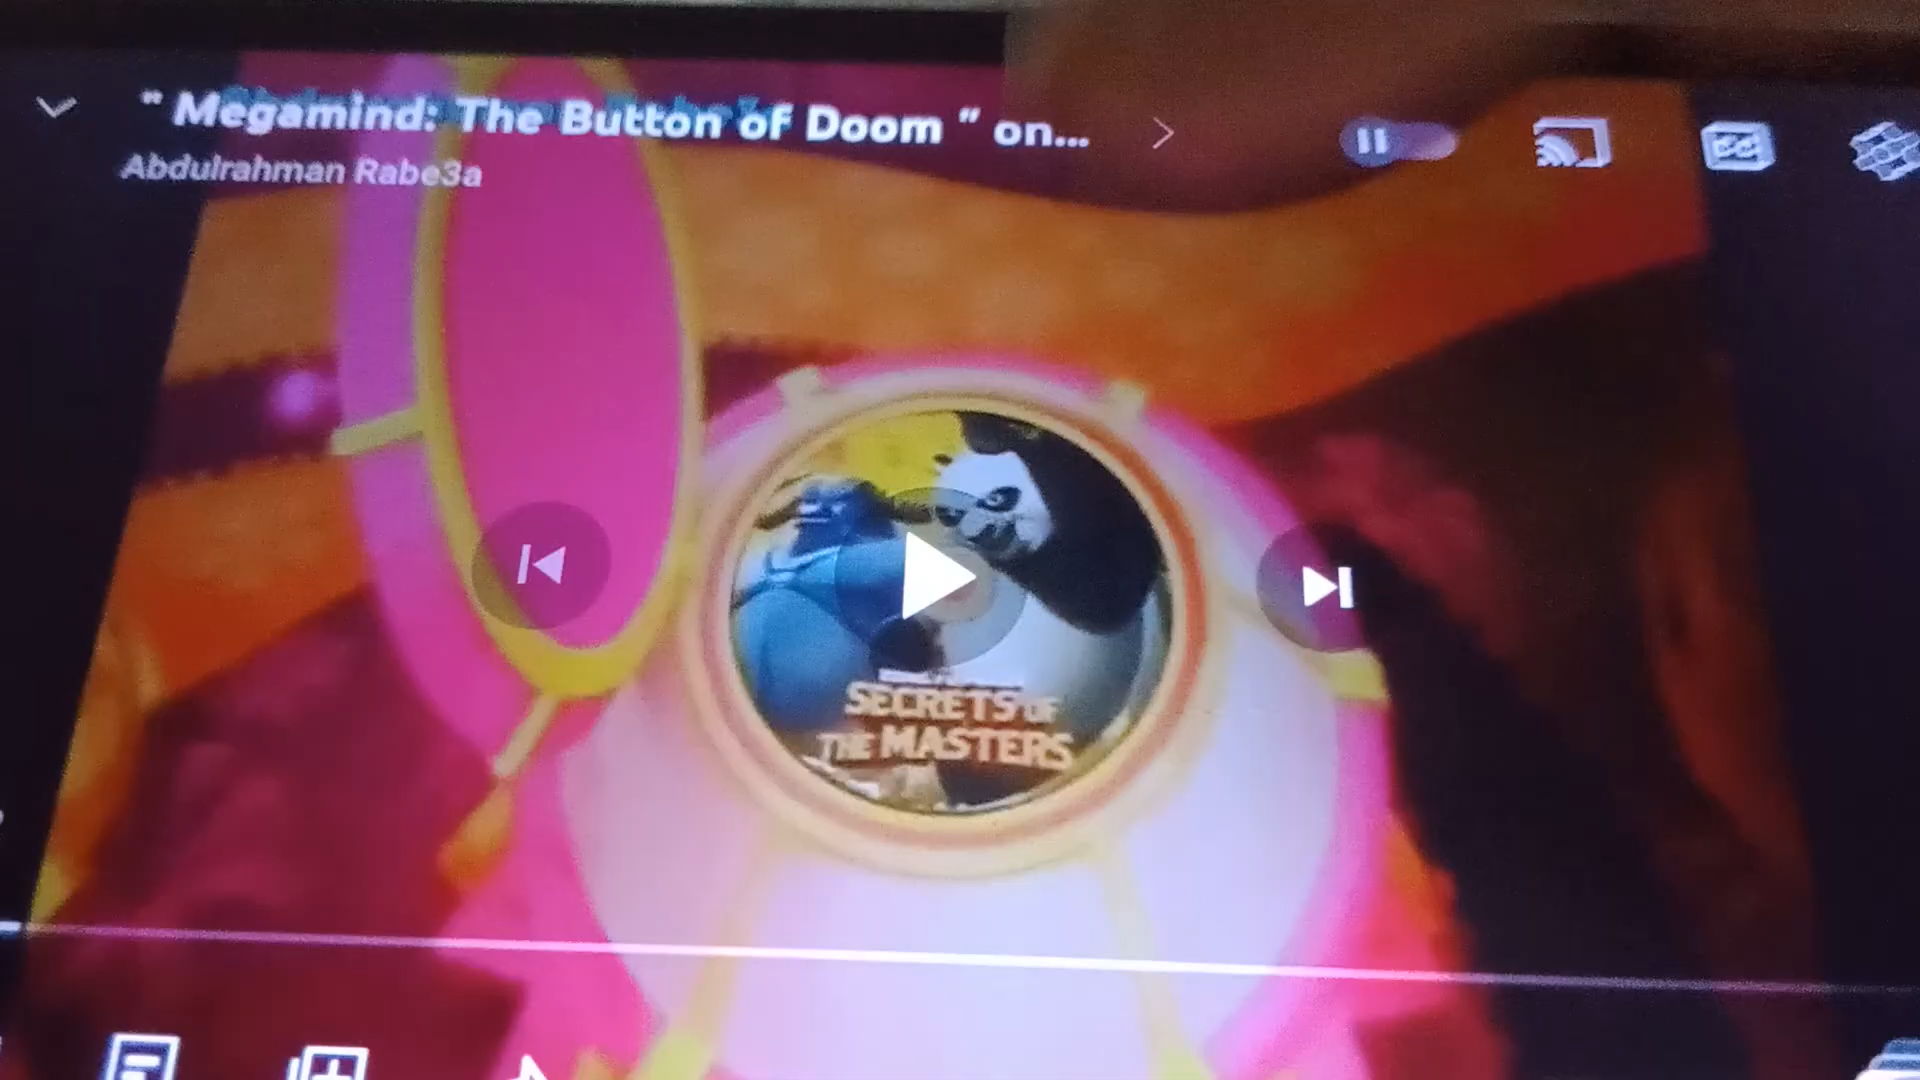 " Megamind: The Button of Doom " on...
Abdulrahman Rabe3a
SECRETS OF
THE MASTERS